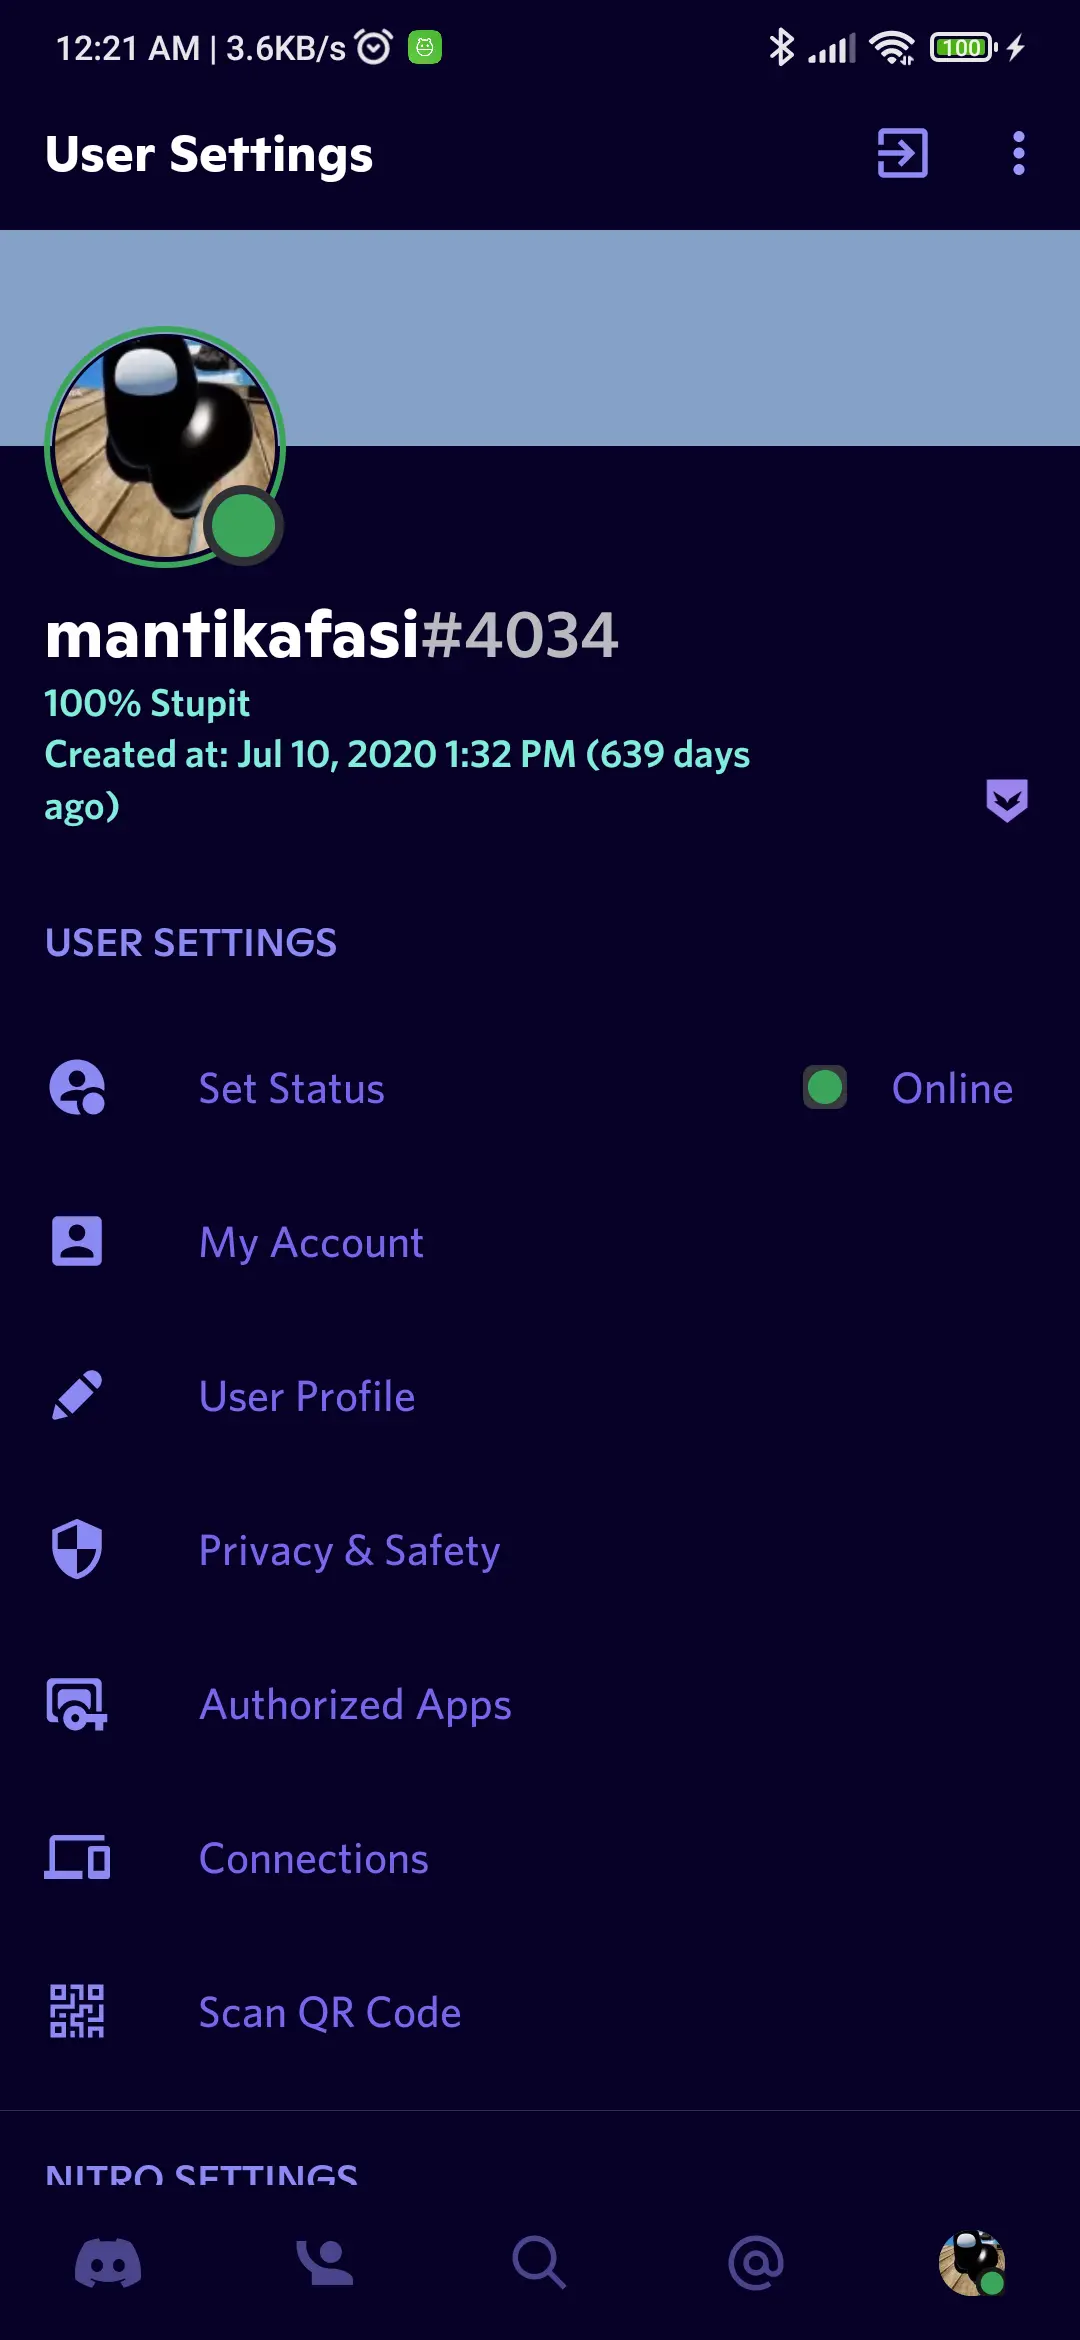 12:21 AM | 3.6KB/s 100
User Settings
mantikafasi#4034
100% Stupit
Created at: Jul 10, 2020 1:32 PM (639 days
ago)
USER SETTINGS
Set Status Online
My Account
User Profile
Privacy & Safety
Authorized Apps
Connections
Scan QR Code
NITRO SETTINGS